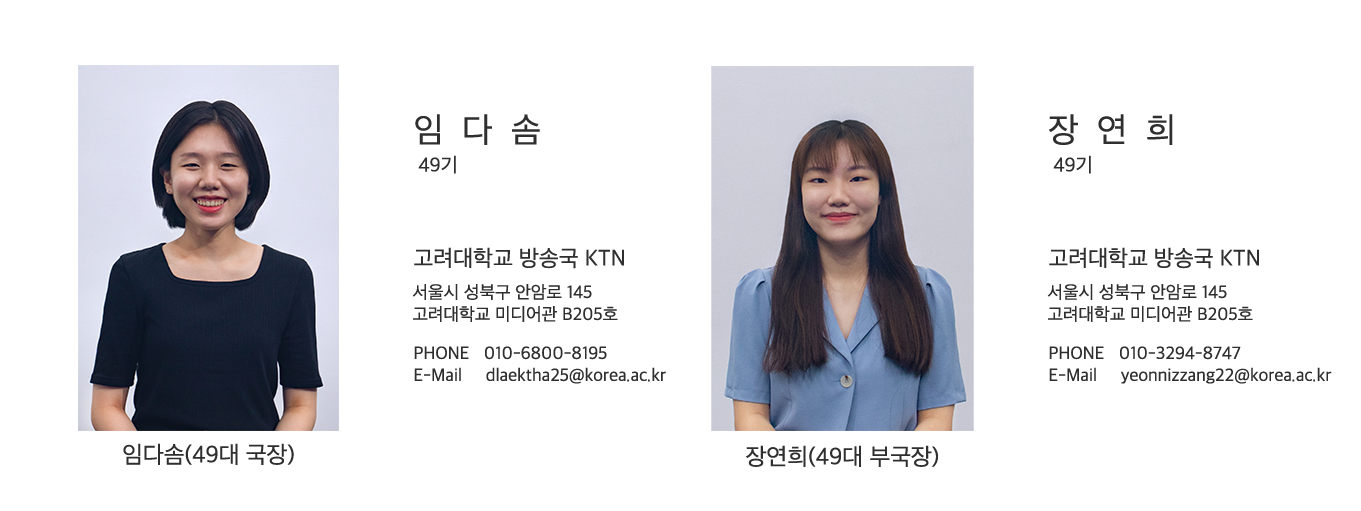 임다솜
49기
고려대학교 방송국 KTN
서울시 성북구 안암로 145
고려대학교 미디어관 B205호
PHONE 010-6800-8195
E-Mail dlaektha25@korea.ac.kr
임다솜(49대 국장)
장연희
49기
고려대학교 방송국 KTN
서울시 성북구 안암로 145
고려대학교 미디어관 B205호
PHONE 010-3294-8747
E-Mail yeonnizzang22@korea.ac.kr
장연희(49대 부국장)